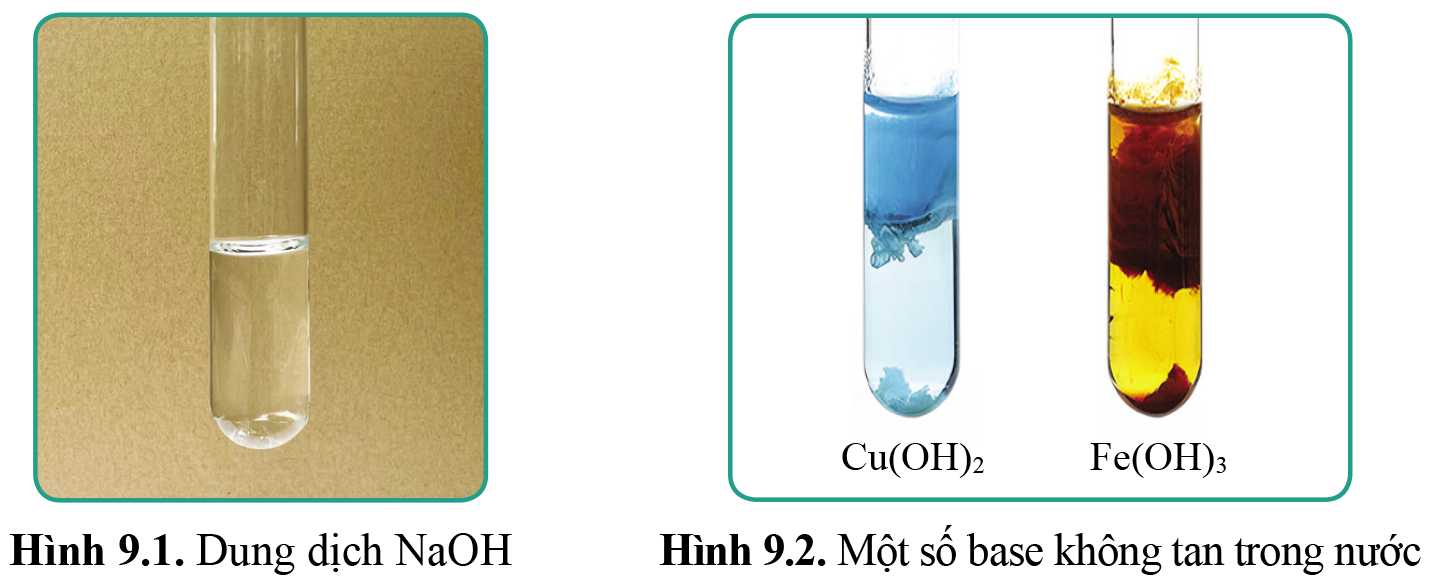 Cu(OH)₂
Fe(OH)₃
Hình 9.1. Dung dịch NaOH
Hình 9.2. Một số base không tan trong nước